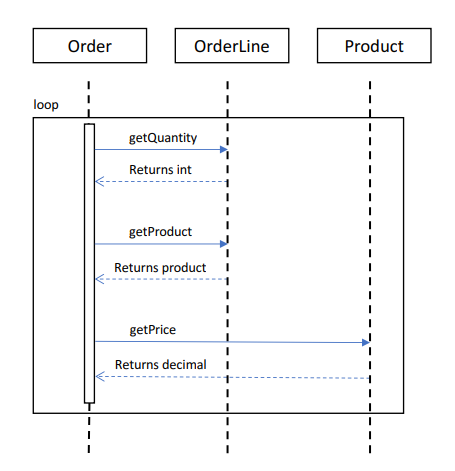 Order
OrderLine
Product
loop
getQuantity
Returns int
getProduct
Returns product
getPrice
Returns decimal